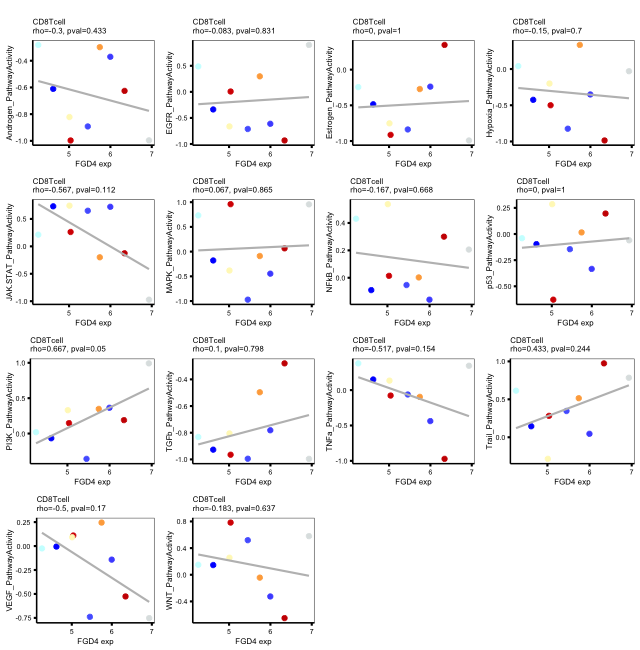 CD8Tcell
rho=-0.3, pval=0.433
Androgen_PathwayActivity
-0.4
-0.6
-0.8
-1.0
5
6
7
FGD4 exp
CD8Tcell
rho=-0.083, pval=0.831
EGFR_PathwayActivity
0.5
0.0
-0.5
-1.0
5
6
7
FGD4 exp
CD8Tcell
rho=0, pval=1
Estrogen_PathwayActivity
0.0
-0.5
-1.0
5
6
7
FGD4 exp
CD8Tcell
rho=-0.15, pval=0.7
Hypoxia_PathwayActivity
0.0
-0.5
-1.0
5
6
7
FGD4 exp
CD8Tcell
rho=-0.567, pval=0.112
JAK.STAT_PathwayActivity
0.5
0.0
-0.5
-1.0
5
6
7
FGD4 exp
CD8Tcell
rho=0.067, pval=0.865
MAPK_PathwayActivity
1.0
0.5
0.0
-0.5
-1.0
5
6
7
FGD4 exp
CD8Tcell
rho=-0.167, pval=0.668
NFkB_PathwayActivity
0.4
0.2
0.0
5
6
7
FGD4 exp
CD8Tcell
rho=0, pval=1
p53_PathwayActivity
0.25
0.00
-0.25
-0.50
5
6
7
FGD4 exp
CD8Tcell
rho=0.667, pval=0.05
PI3K_PathwayActivity
1.0
0.5
0.0
5
6
7
FGD4 exp
CD8Tcell
rho=0.1, pval=0.798
TGFb_PathwayActivity
-0.4
-0.6
-0.8
-1.0
5
6
7
FGD4 exp
CD8Tcell
rho=-0.517, pval=0.154
TNFa_PathwayActivity
0.0
-0.5
-1.0
5
6
7
FGD4 exp
CD8Tcell
rho=0.433, pval=0.244
Trail_PathwayActivity
1.0
0.5
0.0
5
6
7
FGD4 exp
CD8Tcell
rho=-0.5, pval=0.17
VEGF_PathwayActivity
0.25
0.00
-0.25
-0.50
-0.75
5
6
7
FGD4 exp
CD8Tcell
rho=-0.183, pval=0.637
WNT_PathwayActivity
0.8
0.4
0.0
-0.4
5
6
7
FGD4 exp